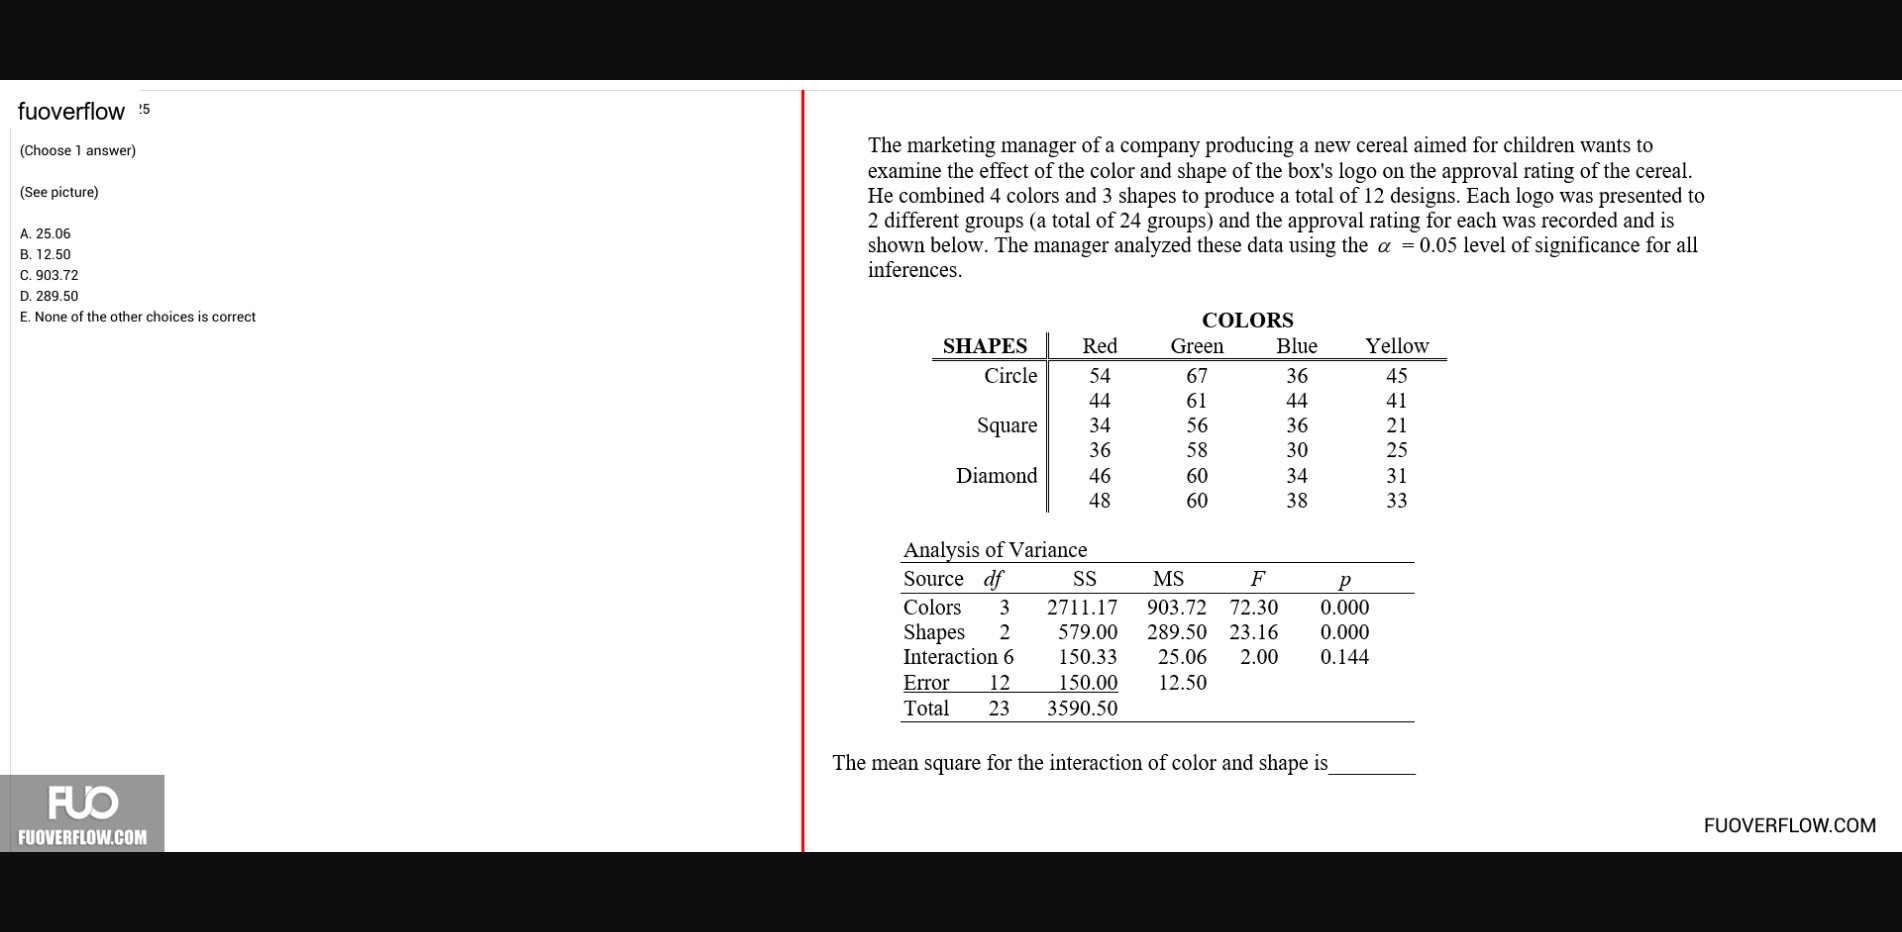 fuoverflow
25
(Choose 1 answer)
(See picture)
A. 25.06
B. 12.50
C. 903.72
D. 289.50
E. None of the other choices is correct
The marketing manager of a company producing a new cereal aimed for children wants to
examine the effect of the color and shape of the box's logo on the approval rating of the cereal.
He combined 4 colors and 3 shapes to produce a total of 12 designs. Each logo was presented to
2 different groups (a total of 24 groups) and the approval rating for each was recorded and is
shown below. The manager analyzed these data using the α = 0.05 level of significance for all
inferences.
COLORS
SHAPES Red Green Blue Yellow
Circle 54 67 36 45
44 61 44 41
Square 34 56 36 21
36 58 30 25
Diamond 46 60 34 31
48 60 38 33
Analysis of Variance
Source df SS MS F p
Colors 3 2711.17 903.72 72.30 0.000
Shapes 2 579.00 289.50 23.16 0.000
Interaction 6 150.33 25.06 2.00 0.144
Error 12 150.00 12.50
Total 23 3590.50
The mean square for the interaction of color and shape is________
FUO
FUOVERFLOW.COM
FUOVERFLOW.COM